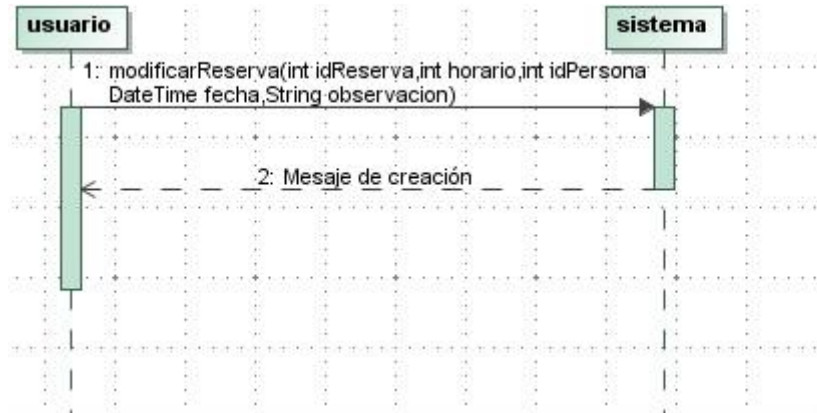 usuario
sistema
1: modificarReserva(int idReserva,int horario,int idPersona
DateTime fecha,String observacion)
2: Mesaje de creación